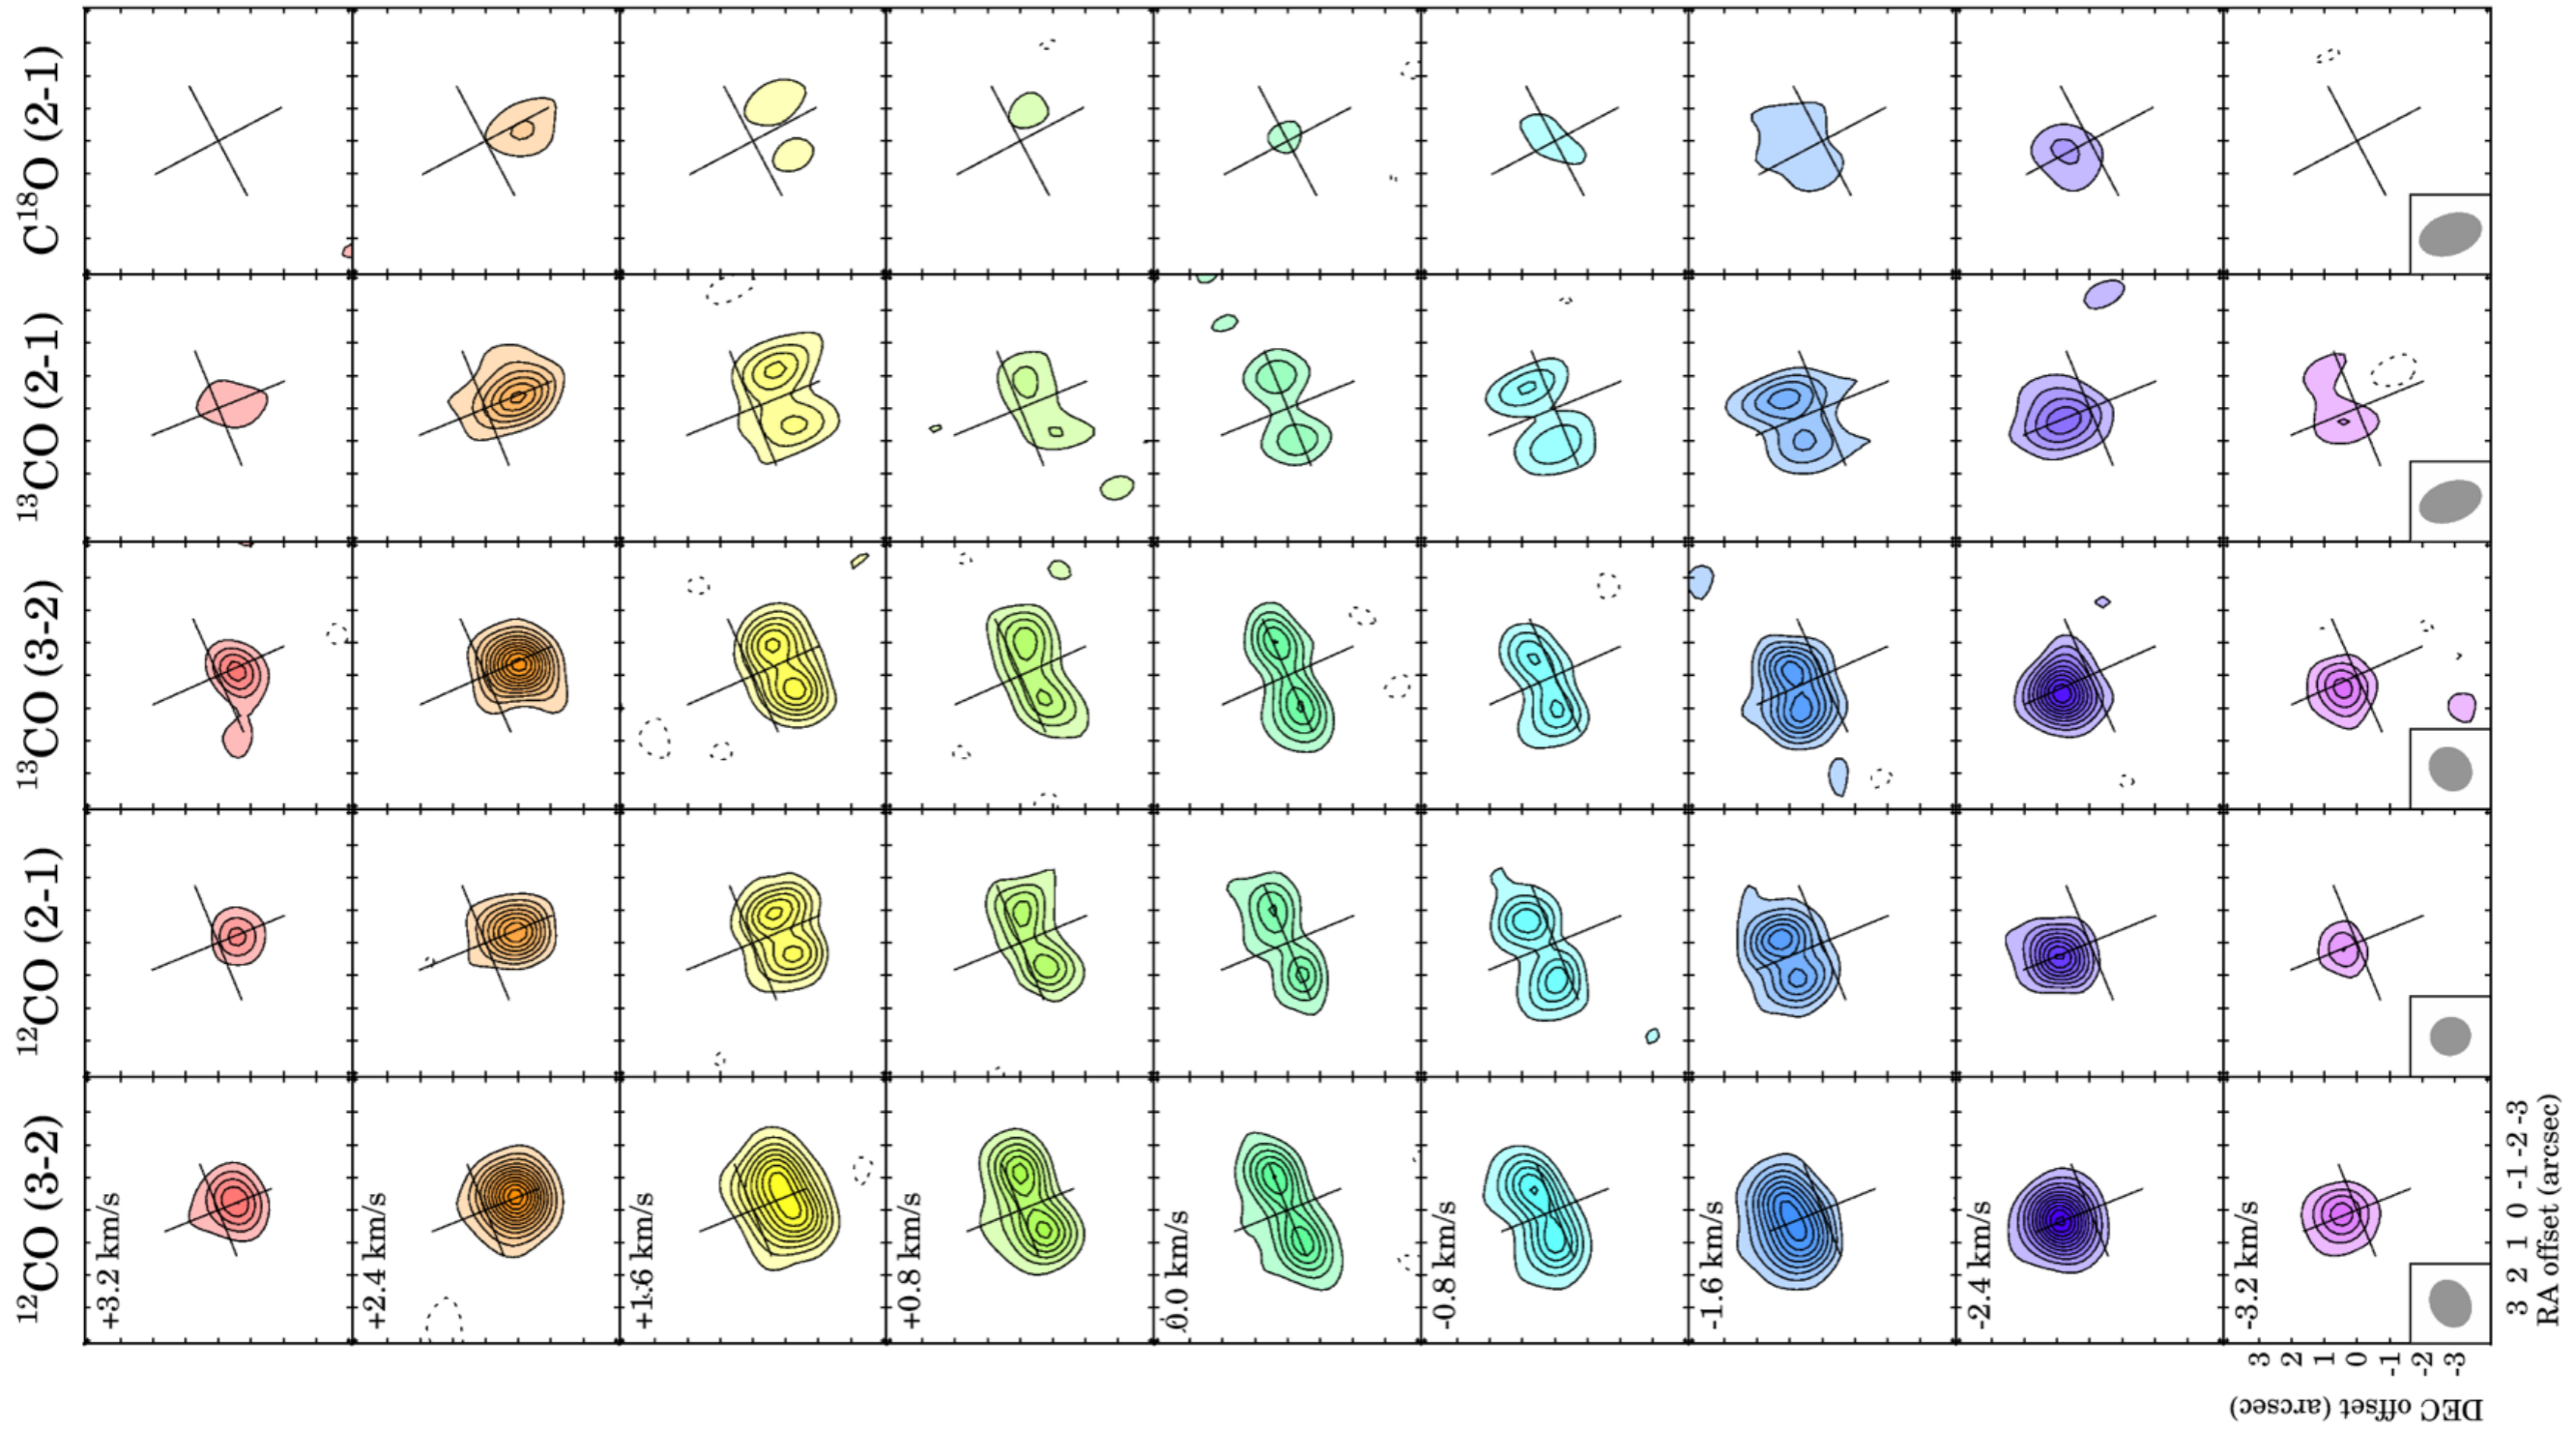 ¹²CO (3-2)
¹²CO (2-1)
¹³CO (3-2)
¹³CO (2-1)
C¹⁸O (2-1)
+3.2 km/s
+2.4 km/s
+1.6 km/s
+0.8 km/s
0.0 km/s
-0.8 km/s
-1.6 km/s
-2.4 km/s
-3.2 km/s
DEC offset (arcsec)
3
2
1
0
-1
-2
-3
3 2 1 0 -1 -2 -3
RA offset (arcsec)